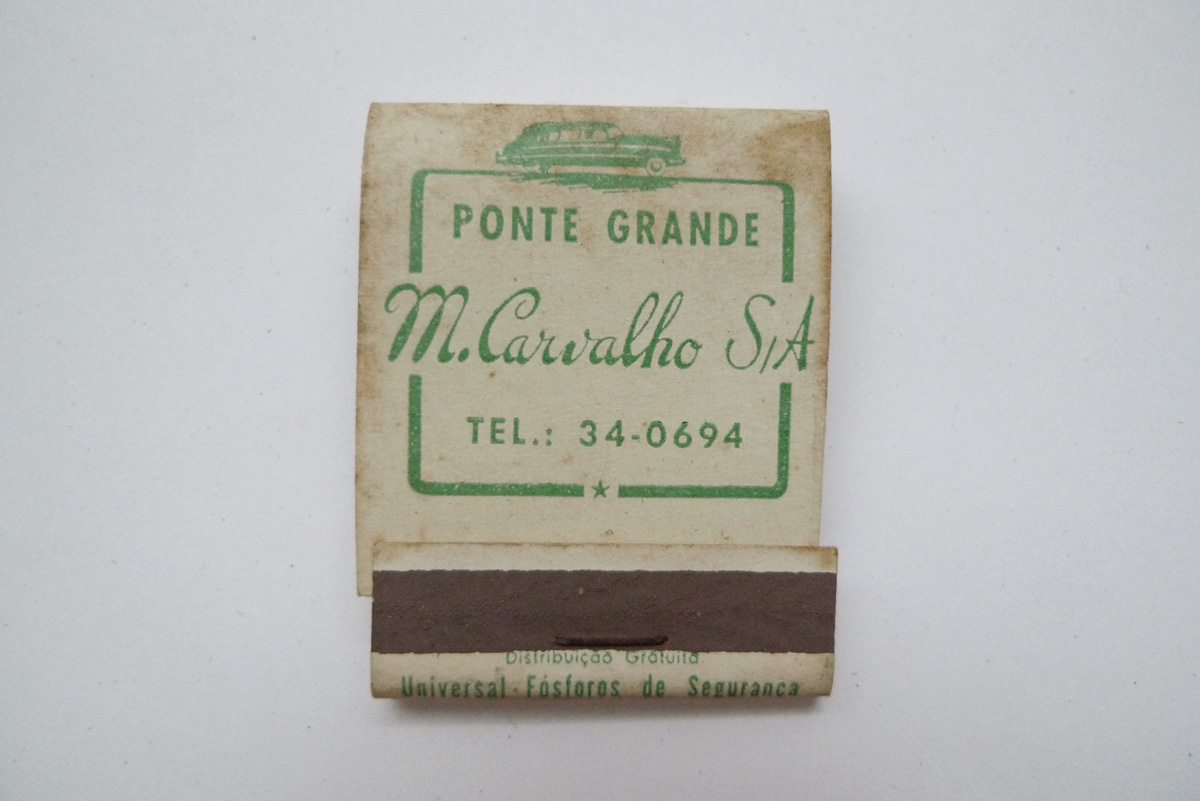 PONTE GRANDE
M. Carvalho S/A
TEL.: 34-0694
Distribuição Gratuita
Universal - Fósforos de Segurança